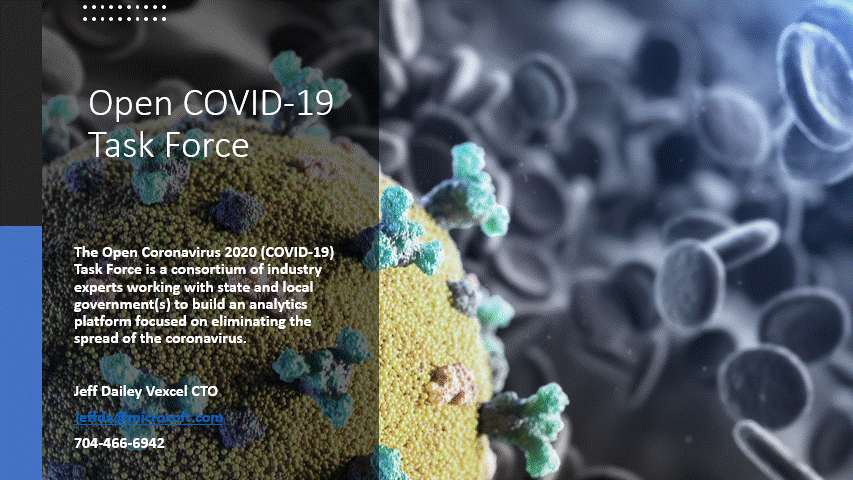 Open COVID-19
Task Force
The Open Coronavirus 2020 (COVID-19)
Task Force is a consortium of industry
experts working with state and local
government(s) to build an analytics
platform focused on eliminating the
spread of the coronavirus.
Jeff Dailey Vexcel CTO
Jeffda@microsoft.com
704-466-6942